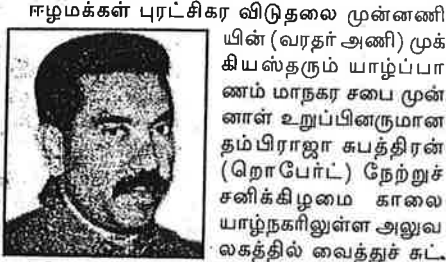 ஈழமக்கள் புரட்சிகர விடுதலை முன்னணி
யின் (வரதர் அணி) முக்
கியஸ்தரும் யாழ்ப்பா
ணம் மாநகர சபை முன்
னாள் உறுப்பினருமான
தம்பிராஜா சுபத்திரன்
(றொபேர்ட்) நேற்றுச்
சனிக்கிழமை காலை
யாழ்நகரிலுள்ள அலுவ
லகத்தில் வைத்துச் சுட்.